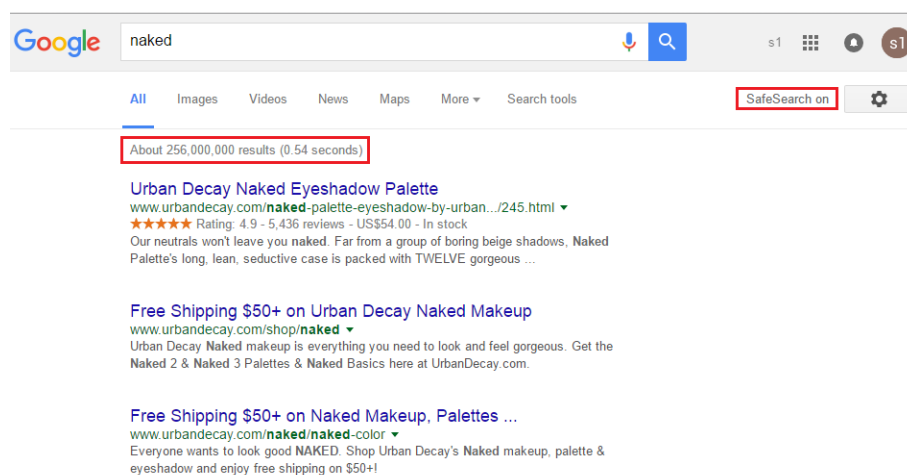 Google naked s1 s1
All Images Videos News Maps More Search tools SafeSearch on
About 256,000,000 results (0.54 seconds)
Urban Decay Naked Eyeshadow Palette
www.urbandecay.com/naked-palette-eyeshadow-by-urban.../245.html
Rating: 4.9 - 5,436 reviews - US$54.00 - In stock
Our neutrals won't leave you naked. Far from a group of boring beige shadows, Naked
Palette's long, lean, seductive case is packed with TWELVE gorgeous ...
Free Shipping $50+ on Urban Decay Naked Makeup
www.urbandecay.com/shop/naked
Urban Decay Naked makeup is everything you need to look and feel gorgeous. Get the
Naked 2 & Naked 3 Palettes & Naked Basics here at UrbanDecay.com.
Free Shipping $50+ on Naked Makeup, Palettes ...
www.urbandecay.com/naked/naked-color
Everyone wants to look good NAKED. Shop Urban Decay's Naked makeup, palette &
eyeshadow and enjoy free shipping on $50+!